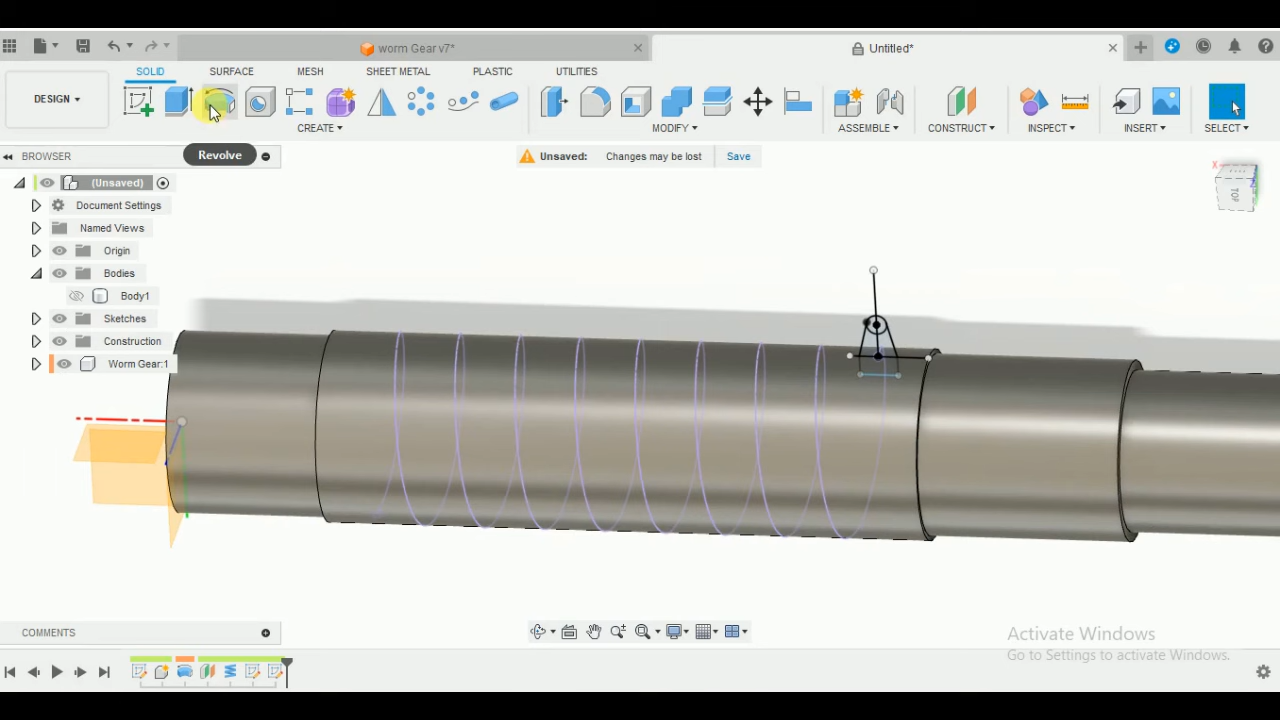 worm Gear v7*
Untitled*
DESIGN
SOLID
SURFACE
MESH
SHEET METAL
PLASTIC
UTILITIES
CREATE
MODIFY
ASSEMBLE
CONSTRUCT
INSPECT
INSERT
SELECT
BROWSER
Revolve
Unsaved: Changes may be lost Save
(Unsaved)
Document Settings
Named Views
Origin
Bodies
Body1
Sketches
Construction
Worm Gear:1
X
Z
TOP
COMMENTS
Activate Windows
Go to Settings to activate Windows.